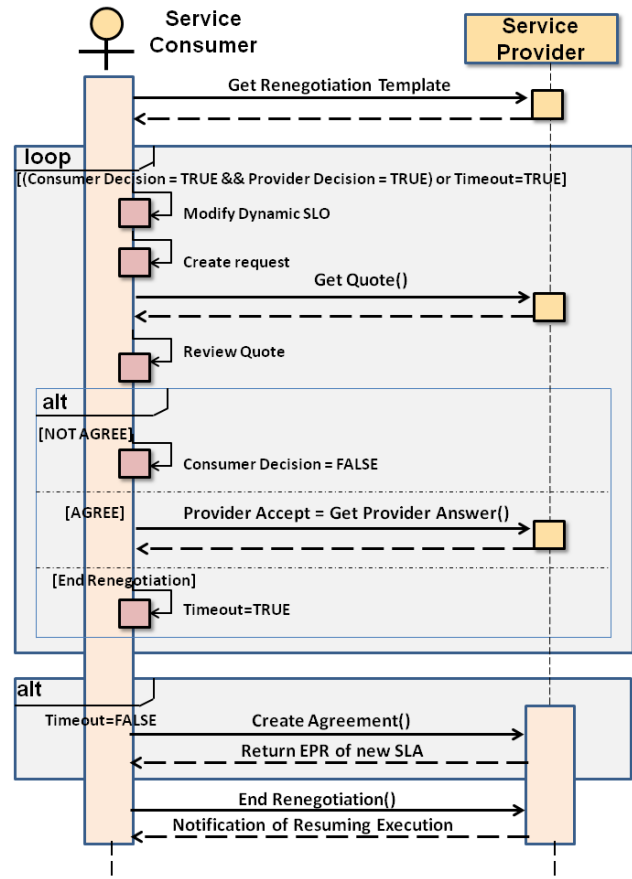 Service
Consumer
Service
Provider
Get Renegotiation Template
loop
[(Consumer Decision = TRUE && Provider Decision = TRUE) or Timeout=TRUE]
Modify Dynamic SLO
Create request
Get Quote()
Review Quote
alt
[NOT AGREE]
Consumer Decision = FALSE
[AGREE]
Provider Accept = Get Provider Answer()
[End Renegotiation]
Timeout=TRUE
alt
Timeout=FALSE
Create Agreement()
Return EPR of new SLA
End Renegotiation()
Notification of Resuming Execution